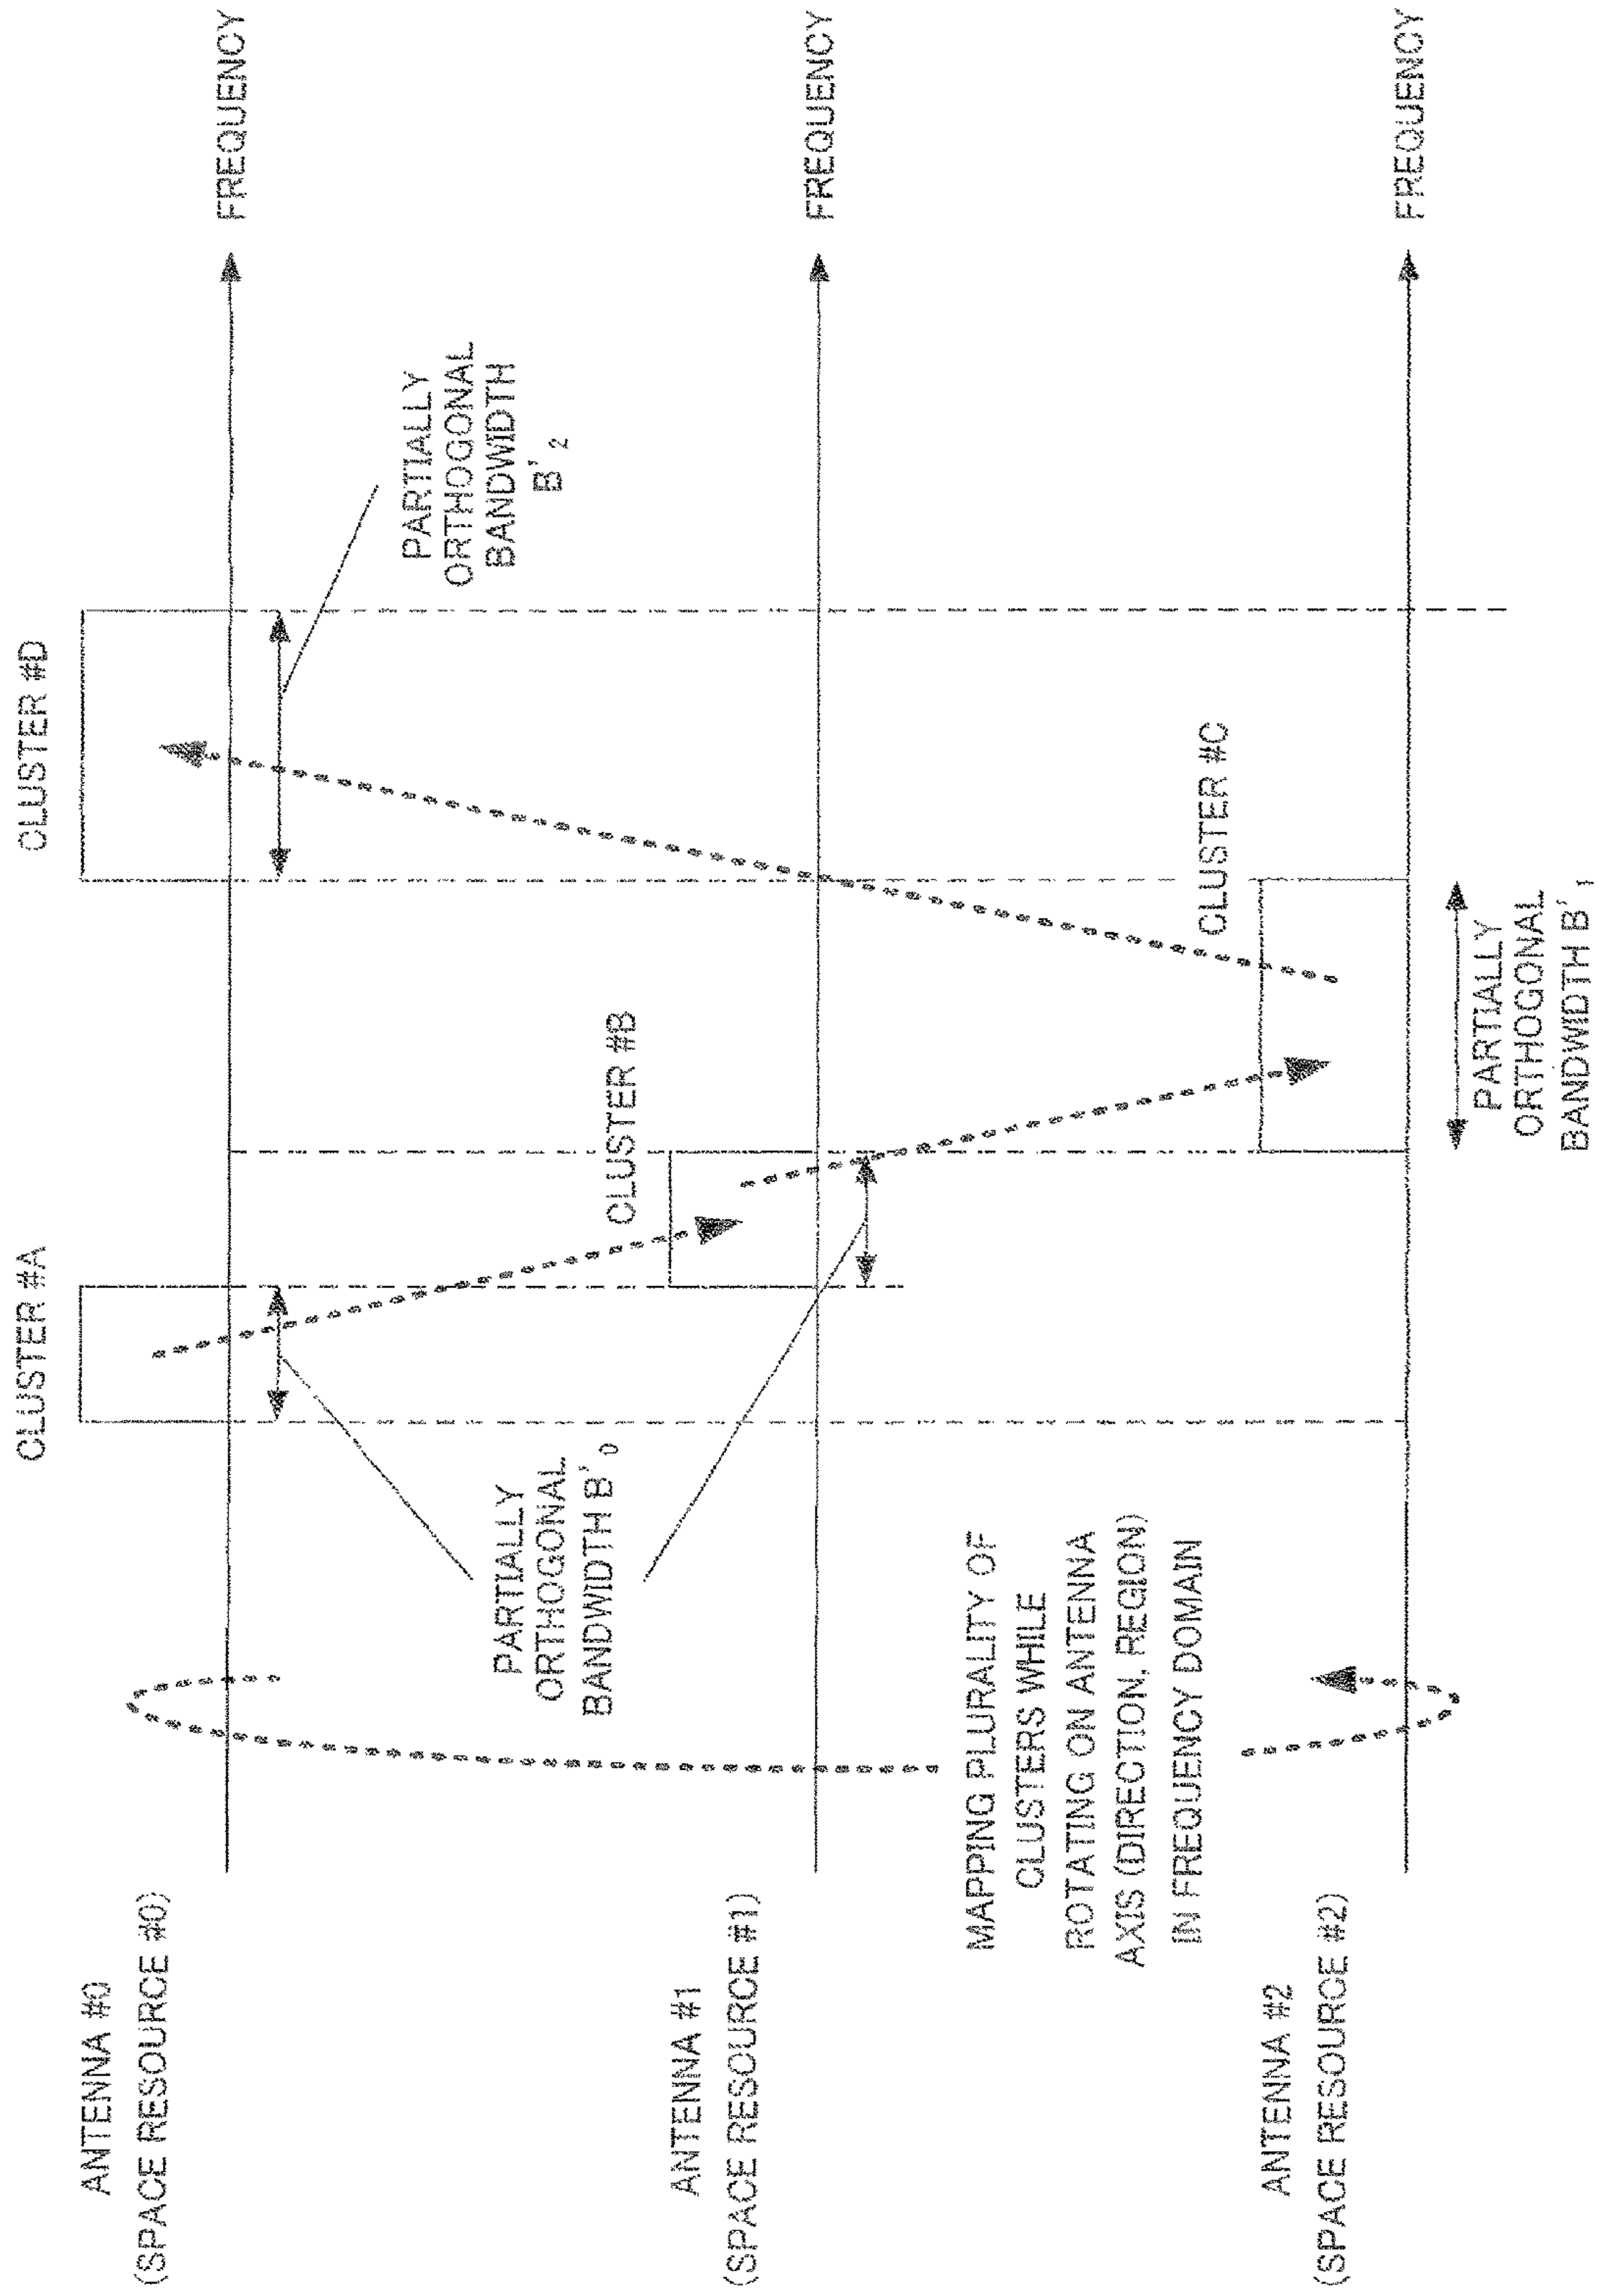 ANTENNA #0
(SPACE RESOURCE #0)
CLUSTER #A
CLUSTER #D
FREQUENCY
PARTIALLY
ORTHOGONAL
BANDWIDTH B'0
PARTIALLY
ORTHOGONAL
BANDWIDTH
B'2
ANTENNA #1
(SPACE RESOURCE #1)
CLUSTER #B
FREQUENCY
MAPPING PLURALITY OF
CLUSTERS WHILE
ROTATING ON ANTENNA
AXIS (DIRECTION, REGION)
IN FREQUENCY DOMAIN
ANTENNA #2
(SPACE RESOURCE #2)
CLUSTER #C
FREQUENCY
PARTIALLY
ORTHOGONAL
BANDWIDTH B'1